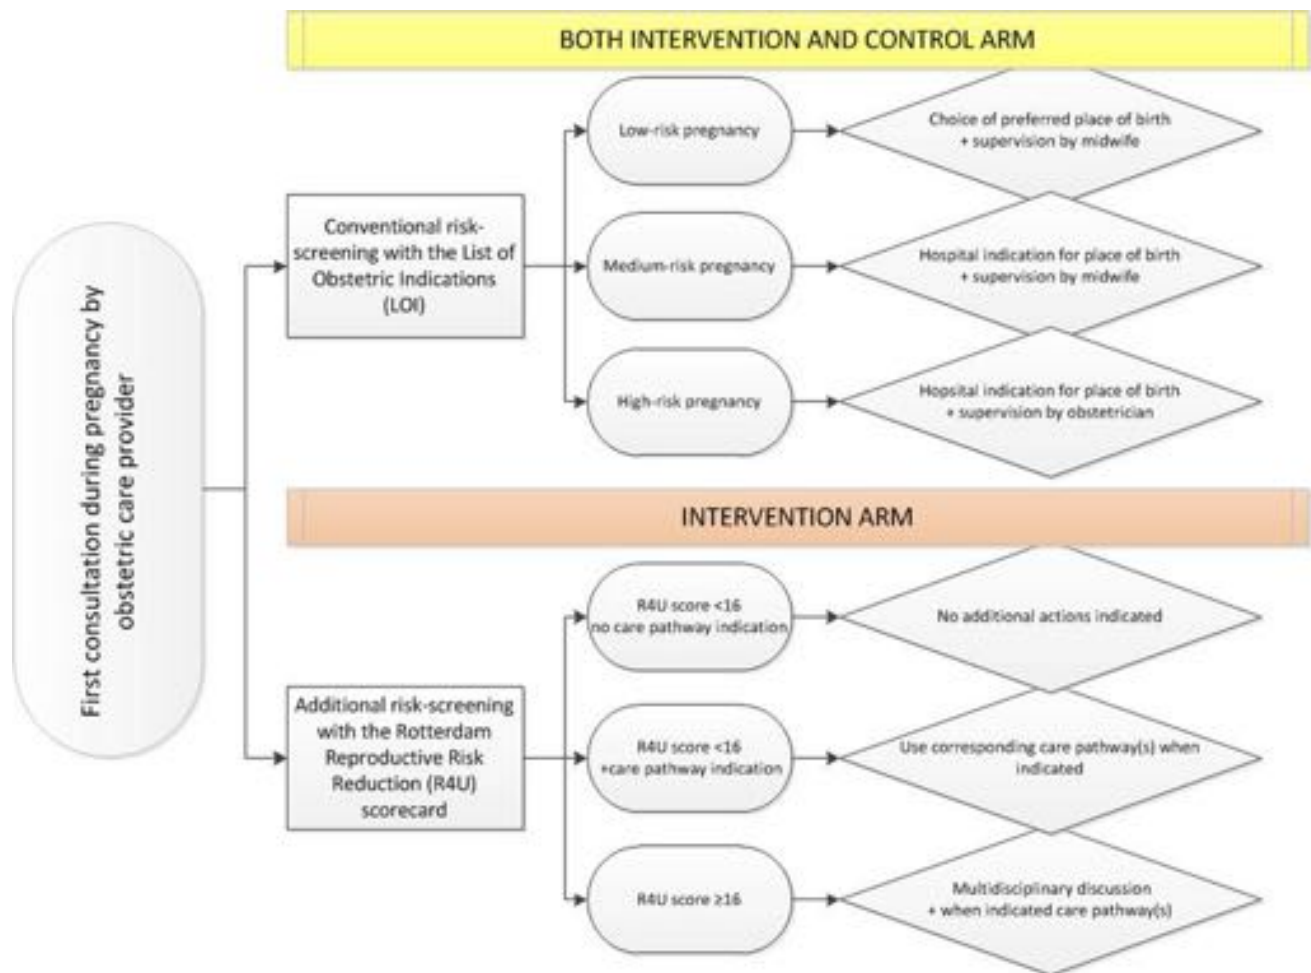 BOTH INTERVENTION AND CONTROL ARM
First consultation during pregnancy by
obstetric care provider
Conventional risk-
screening with the List of
Obstetric Indications
(LOI)
Low-risk pregnancy
Choice of preferred place of birth
+ supervision by midwife
Medium-risk pregnancy
Hospital indication for place of birth
+ supervision by midwife
High-risk pregnancy
Hopsital indication for place of birth
+ supervision by obstetrician
INTERVENTION ARM
Additional risk-screening
with the Rotterdam
Reproductive Risk
Reduction (R4U)
scorecard
R4U score <16
no care pathway indication
No additional actions indicated
R4U score <16
+care pathway indication
Use corresponding care pathway(s) when
indicated
R4U score ≥16
Multidisciplinary discussion
+ when indicated care pathway(s)